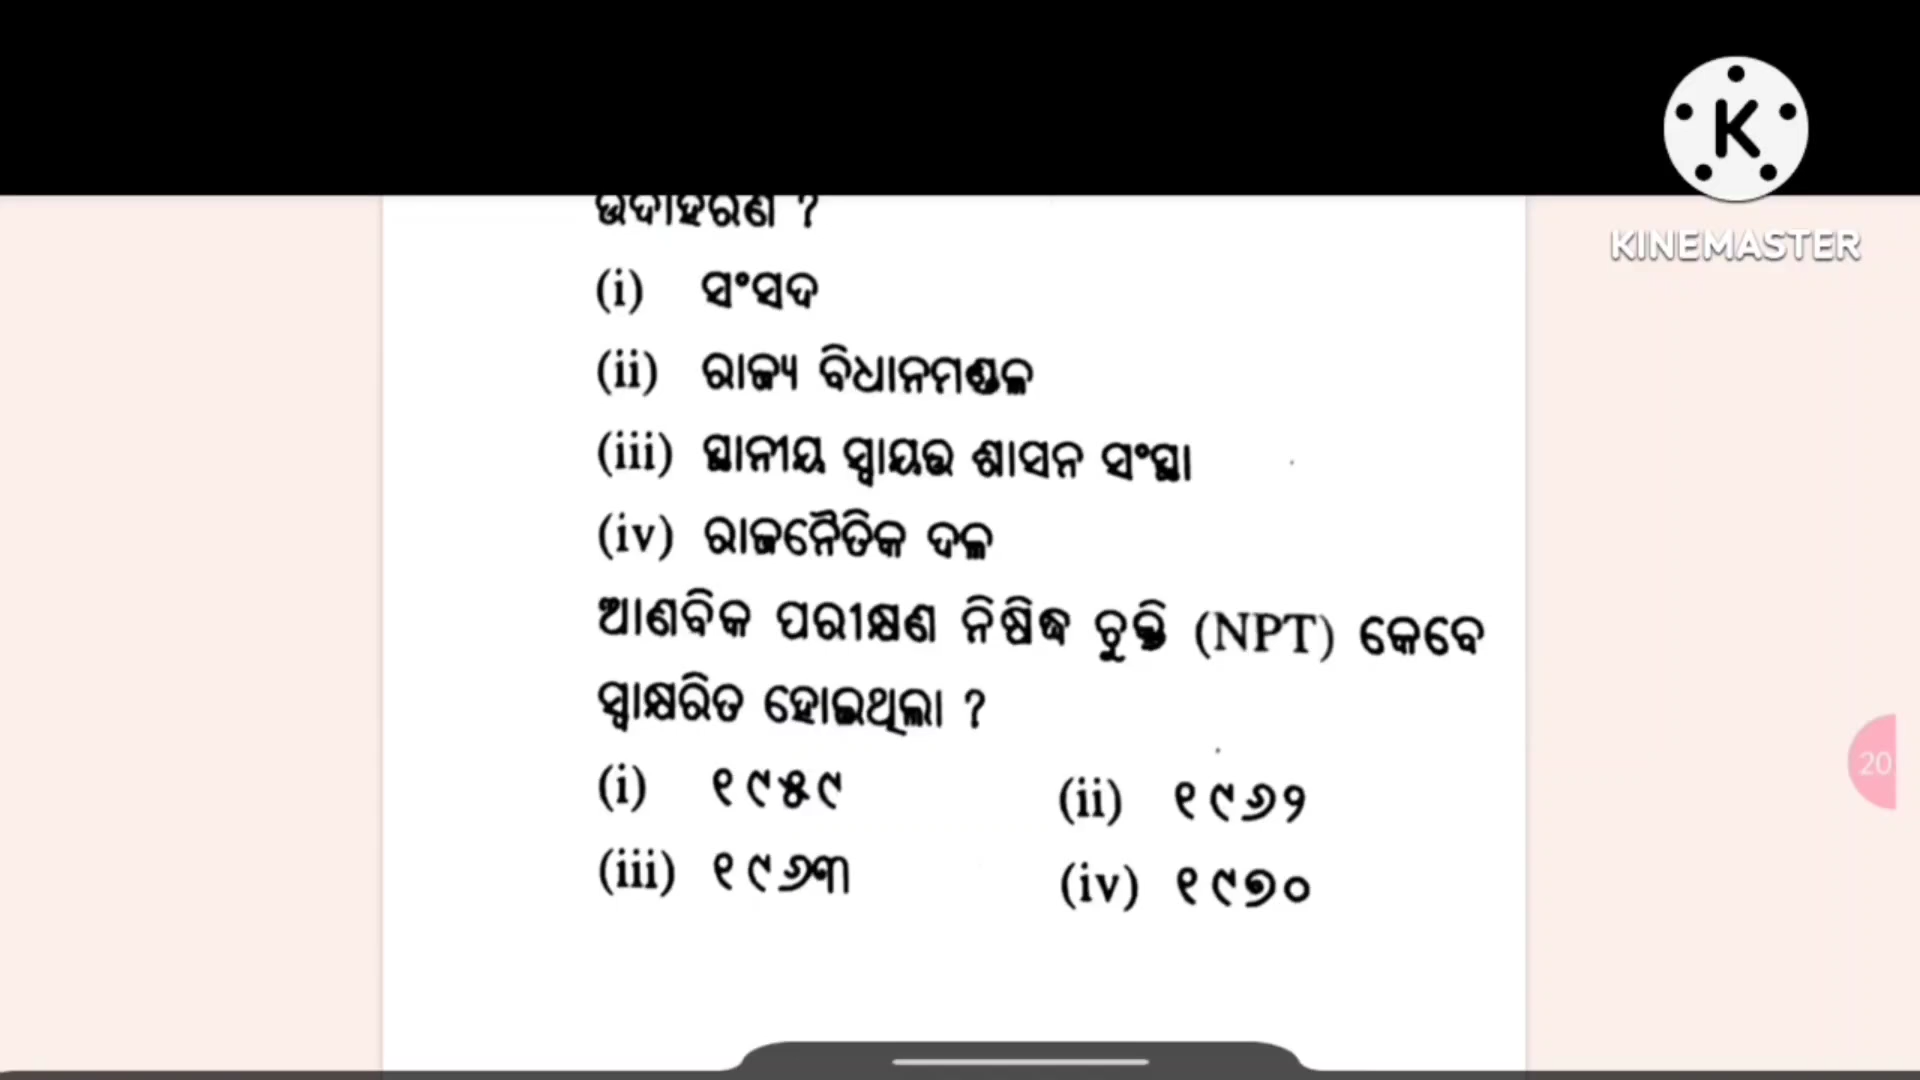 K
KINEMASTER
ଉଦାହରଣ ?
(i) ସଂସଦ
(ii) ରାଜ୍ୟ ବିଧାନମଣ୍ଡଳ
(iii) ସ୍ଥାନୀୟ ସ୍ୱାୟତ୍ତ ଶାସନ ସଂସ୍ଥା
(iv) ରାଜନୈତିକ ଦଳ
ଆଣବିକ ପରୀକ୍ଷଣ ନିଷିଦ୍ଧ ଚୁକ୍ତି (NPT) କେବେ
ସ୍ୱାକ୍ଷରିତ ହୋଇଥିଲା ?
(i) ୧୯୫୯ (ii) ୧୯୬୨
(iii) ୧୯୬୩ (iv) ୧୯୭୦
20